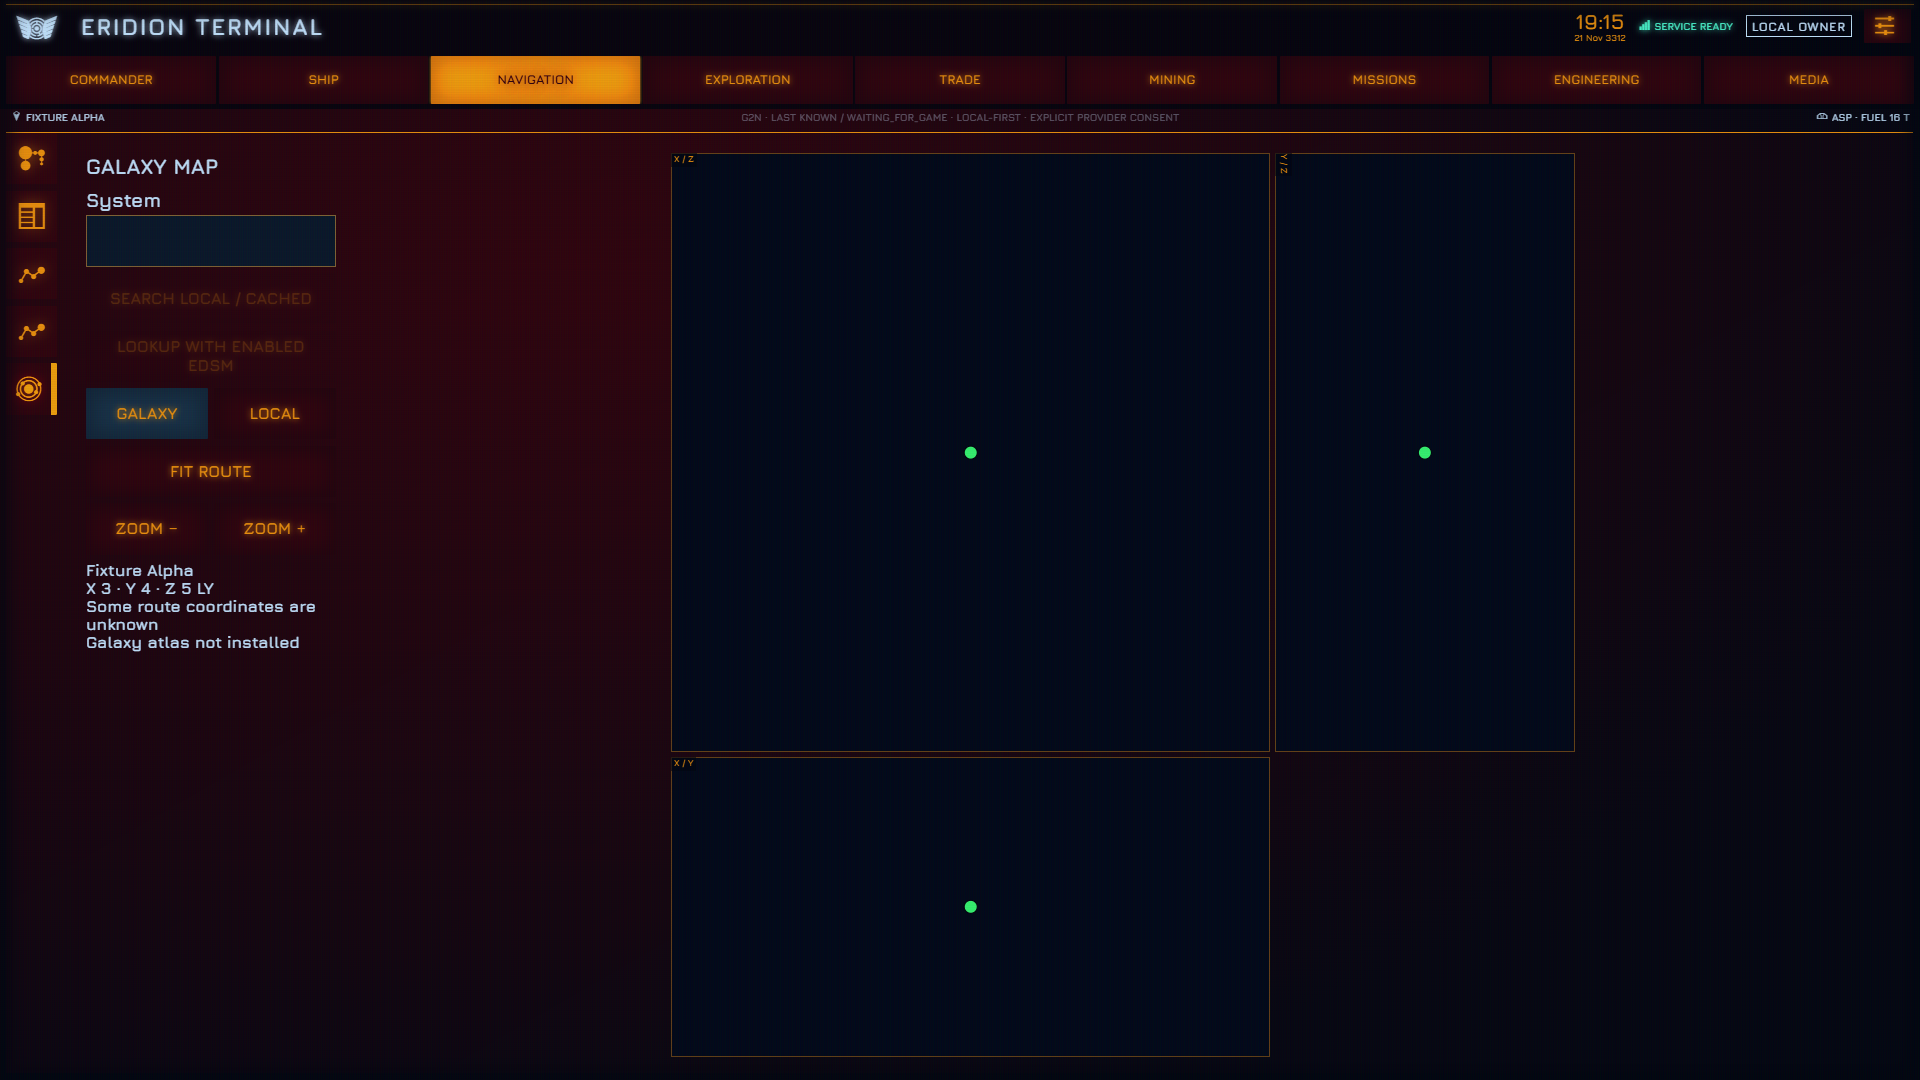 ERIDION TERMINAL
19:15
21 Nov 3312
SERVICE READY
LOCAL OWNER
COMMANDER
SHIP
NAVIGATION
EXPLORATION
TRADE
MINING
MISSIONS
ENGINEERING
MEDIA
FIXTURE ALPHA
G2N · LAST KNOWN / WAITING_FOR_GAME · LOCAL-FIRST · EXPLICIT PROVIDER CONSENT
ASP · FUEL 16 T
GALAXY MAP
System
SEARCH LOCAL / CACHED
LOOKUP WITH ENABLED
EDSM
GALAXY
LOCAL
FIT ROUTE
ZOOM −
ZOOM +
Fixture Alpha
X 3 · Y 4 · Z 5 LY
Some route coordinates are
unknown
Galaxy atlas not installed
X / Z
Y / Z
X / Y